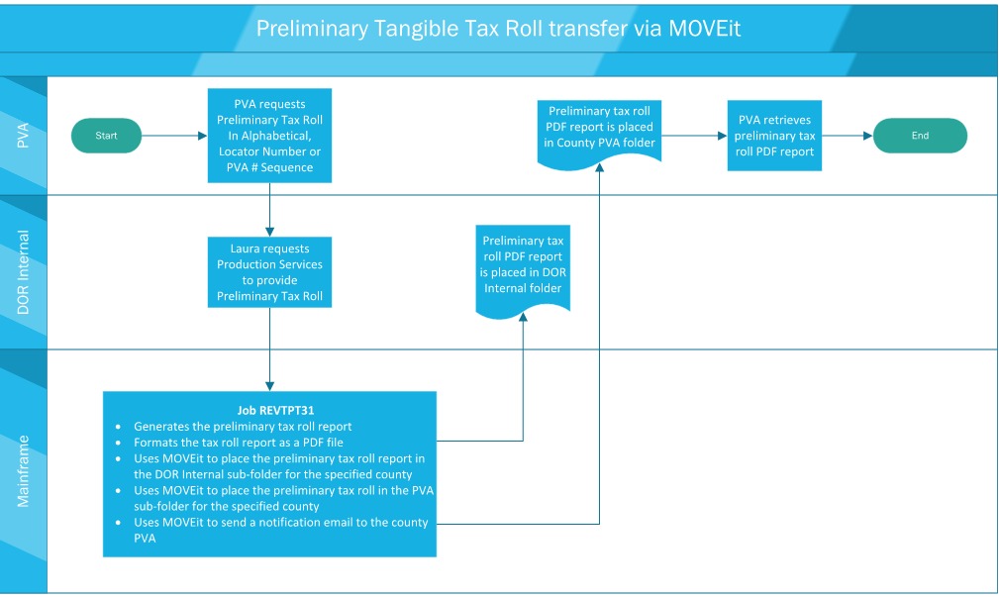 Preliminary Tangible Tax Roll transfer via MOVEit
PVA
Start
PVA requests
Preliminary Tax Roll
In Alphabetical,
Locator Number or
PVA # Sequence
Preliminary tax roll
PDF report is placed
in County PVA folder
PVA retrieves
preliminary tax
roll PDF report
End
DOR Internal
Laura requests
Production Services
to provide
Preliminary Tax Roll
Preliminary tax
roll PDF report
is placed in DOR
Internal folder
Mainframe
Job REVTPT31
• Generates the preliminary tax roll report
• Formats the tax roll report as a PDF file
• Uses MOVEit to place the preliminary tax roll report in
the DOR Internal sub-folder for the specified county
• Uses MOVEit to place the preliminary tax roll in the PVA
sub-folder for the specified county
• Uses MOVEit to send a notification email to the county
PVA